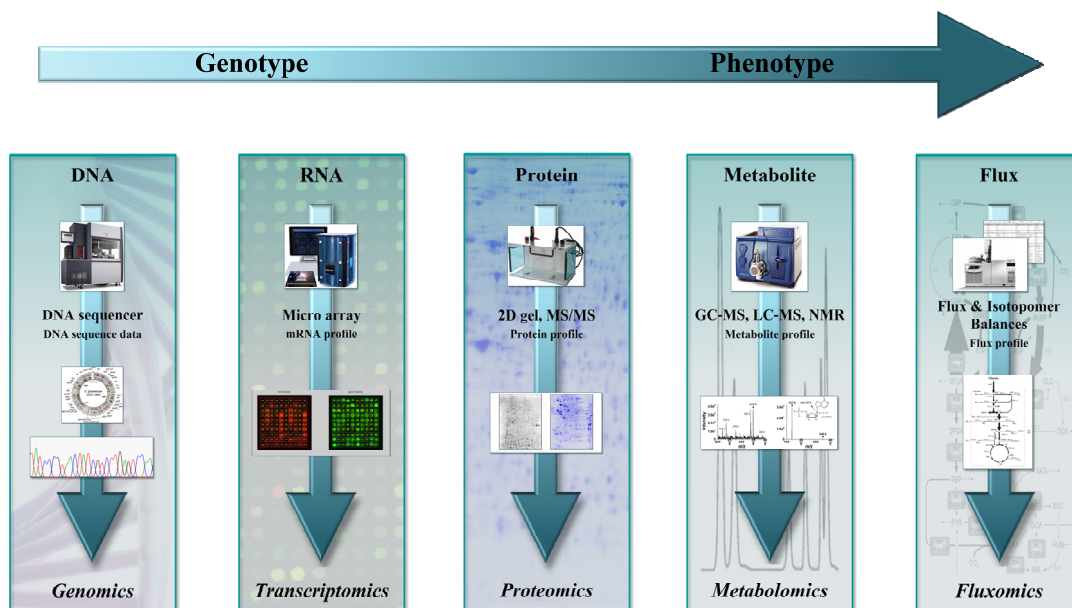 Genotype
Phenotype
DNA
DNA sequencer
DNA sequence data
Genomics
RNA
Micro array
mRNA profile
Transcriptomics
Protein
2D gel, MS/MS
Protein profile
Proteomics
Metabolite
GC-MS, LC-MS, NMR
Metabolite profile
Metabolomics
Flux
Flux & Isotopomer
Balances
Flux profile
Fluxomics